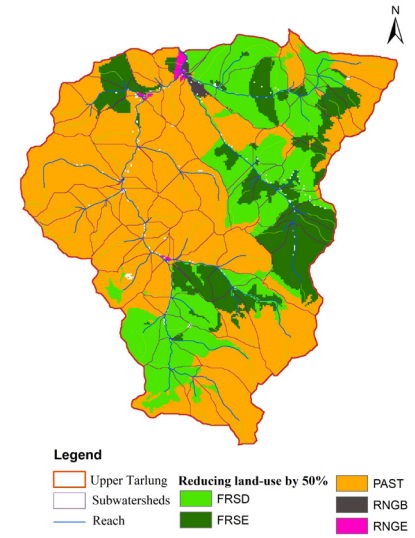 N
Legend
Upper Tarlung
Subwatersheds
Reach
Reducing land-use by 50%
FRSD
FRSE
PAST
RNGB
RNGE